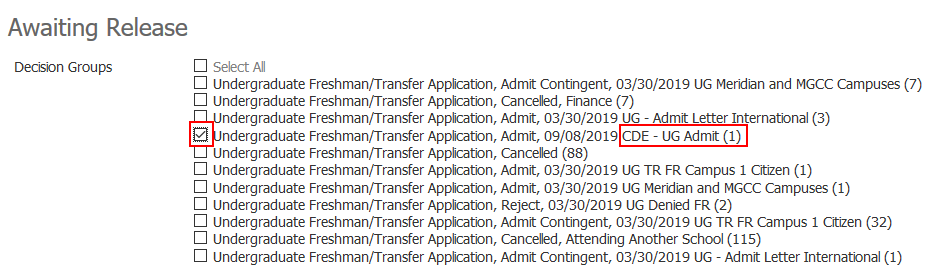 Awaiting Release
Decision Groups
Select All
Undergraduate Freshman/Transfer Application, Admit Contingent, 03/30/2019 UG Meridian and MGCC Campuses (7)
Undergraduate Freshman/Transfer Application, Cancelled, Finance (7)
Undergraduate Freshman/Transfer Application, Admit, 03/30/2019 UG - Admit Letter International (3)
Undergraduate Freshman/Transfer Application, Admit, 09/08/2019 CDE - UG Admit (1)
Undergraduate Freshman/Transfer Application, Cancelled (88)
Undergraduate Freshman/Transfer Application, Admit, 03/30/2019 UG TR FR Campus 1 Citizen (1)
Undergraduate Freshman/Transfer Application, Admit, 03/30/2019 UG Meridian and MGCC Campuses (1)
Undergraduate Freshman/Transfer Application, Reject, 03/30/2019 UG Denied FR (2)
Undergraduate Freshman/Transfer Application, Admit Contingent, 03/30/2019 UG TR FR Campus 1 Citizen (32)
Undergraduate Freshman/Transfer Application, Cancelled, Attending Another School (115)
Undergraduate Freshman/Transfer Application, Admit Contingent, 03/30/2019 UG - Admit Letter International (1)